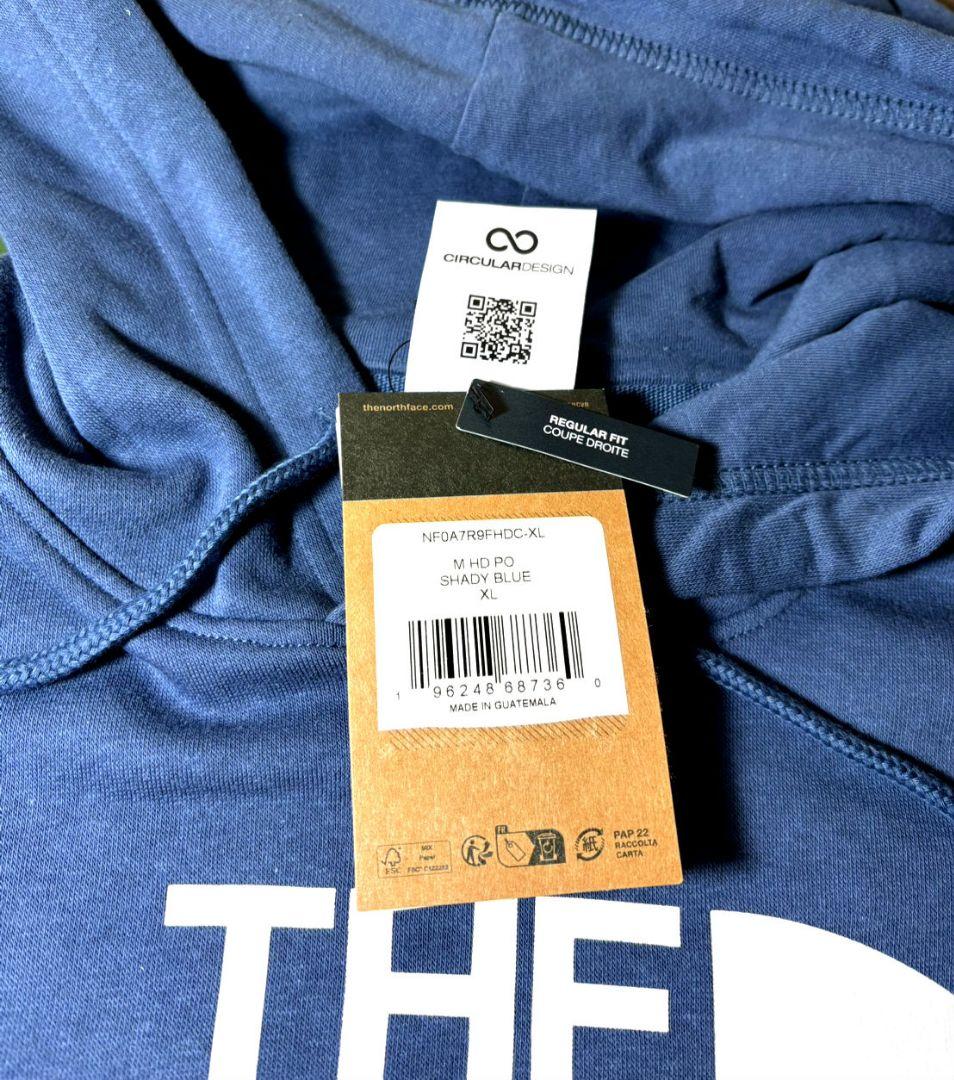 CIRCULARDESIGN
thenorthface.com
REGULAR FIT
COUPE DROITE
NF0A7R9FHDC-XL
M HD PO
SHADY BLUE
XL
1 96248 68736 0
MADE IN GUATEMALA
FSC
MIX
Paper
FR
PAP 22
RACCOLTA
CARTA
THE